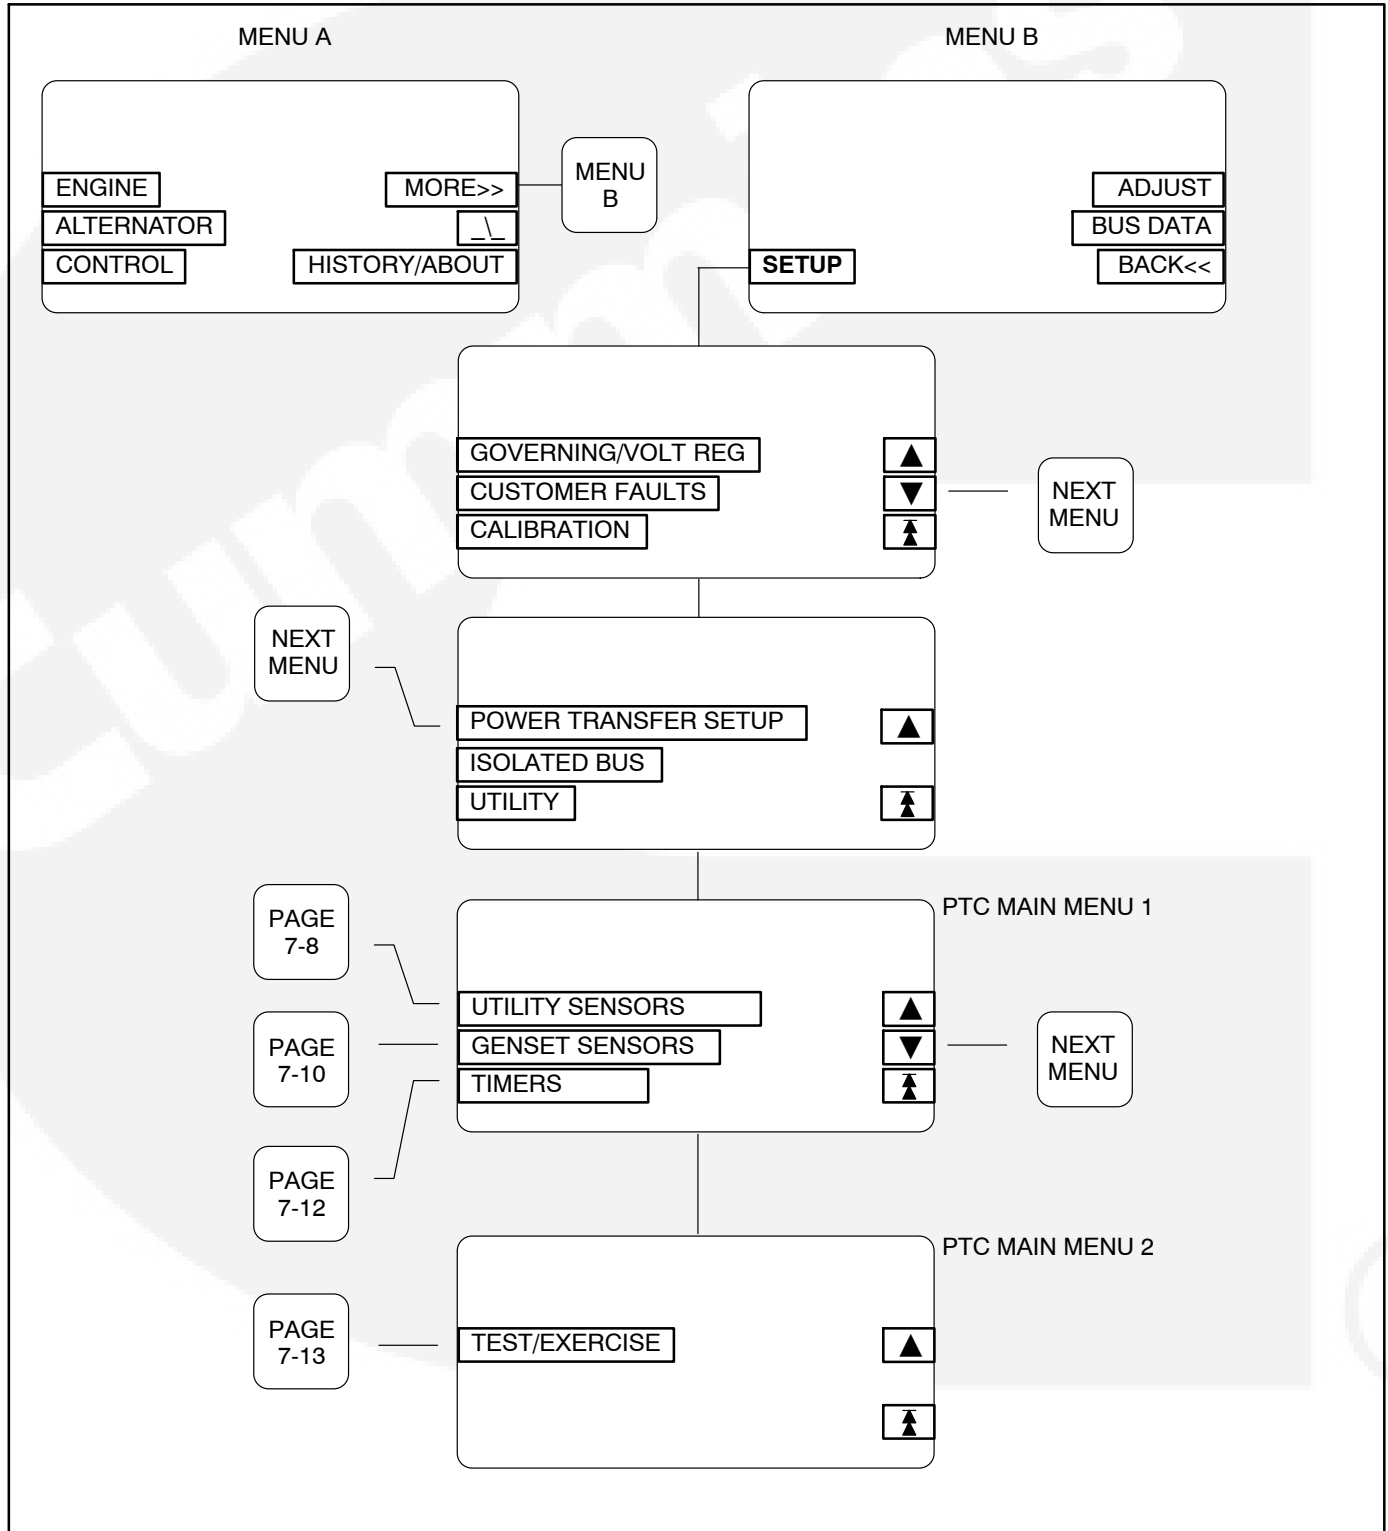 MENU A
MENU B
ENGINE
MORE>>
MENU
B
ALTERNATOR
_\_
CONTROL
HISTORY/ABOUT
ADJUST
BUS DATA
SETUP
BACK<<
GOVERNING/VOLT REG
▲
CUSTOMER FAULTS
▼
NEXT
MENU
CALIBRATION
NEXT
MENU
POWER TRANSFER SETUP
▲
ISOLATED BUS
UTILITY
PTC MAIN MENU 1
PAGE
7-8
UTILITY SENSORS
▲
PAGE
7-10
GENSET SENSORS
▼
NEXT
MENU
TIMERS
PAGE
7-12
PTC MAIN MENU 2
PAGE
7-13
TEST/EXERCISE
▲
Cummins